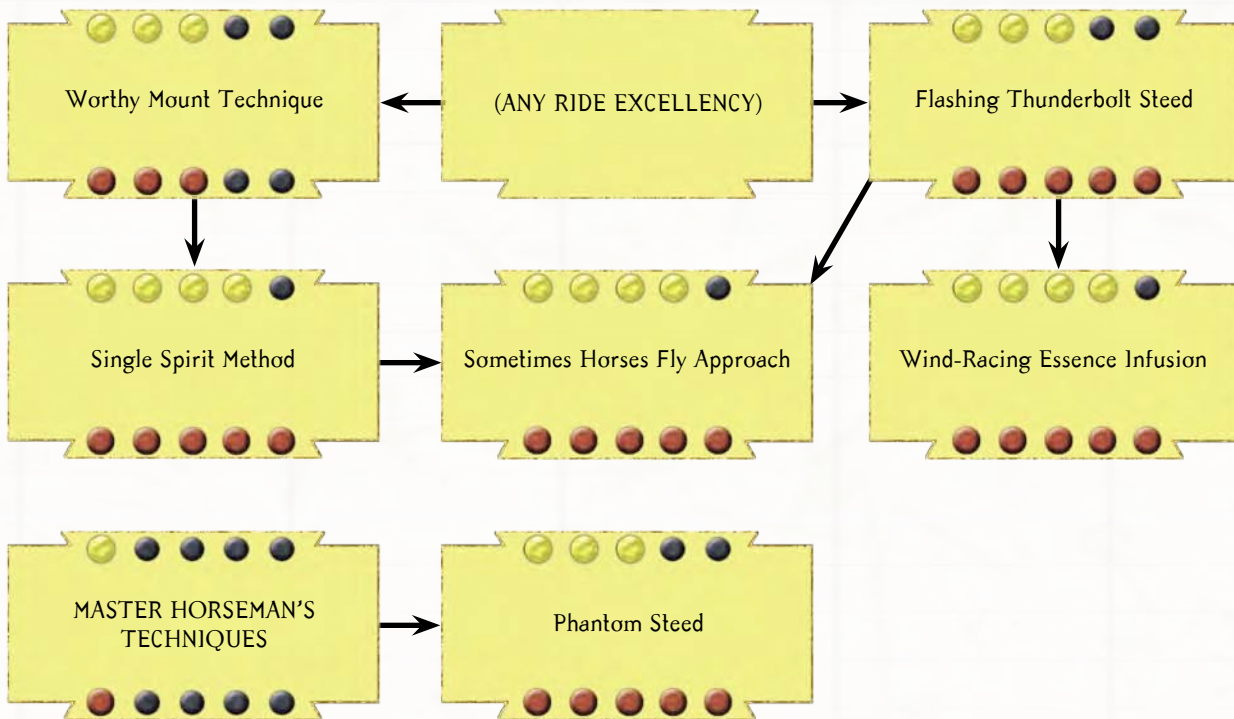 Worthy Mount Technique
(ANY RIDE EXCELLENCY)
Flashing Thunderbolt Steed
Single Spirit Method
Sometimes Horses Fly Approach
Wind-Racing Essence Infusion
MASTER HORSEMAN'S
TECHNIQUES
Phantom Steed